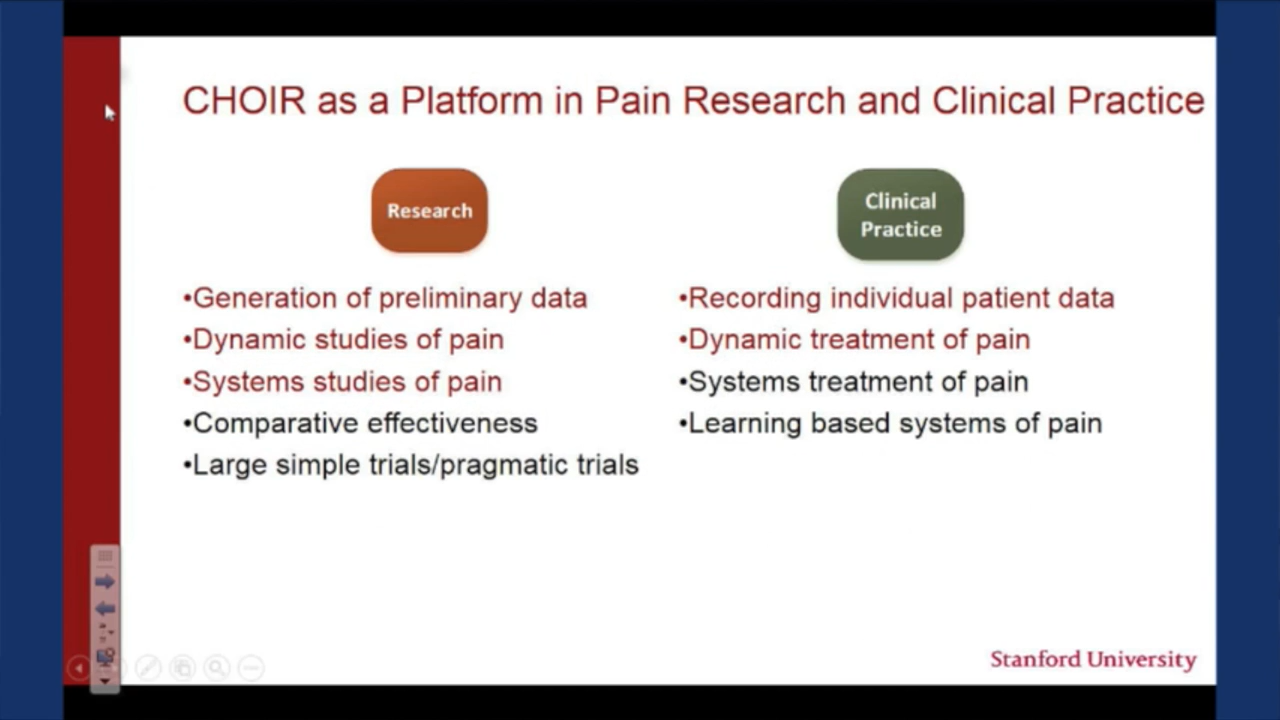 CHOIR as a Platform in Pain Research and Clinical Practice
Research
•Generation of preliminary data
•Dynamic studies of pain
•Systems studies of pain
•Comparative effectiveness
•Large simple trials/pragmatic trials
Clinical
Practice
•Recording individual patient data
•Dynamic treatment of pain
•Systems treatment of pain
•Learning based systems of pain
Stanford University